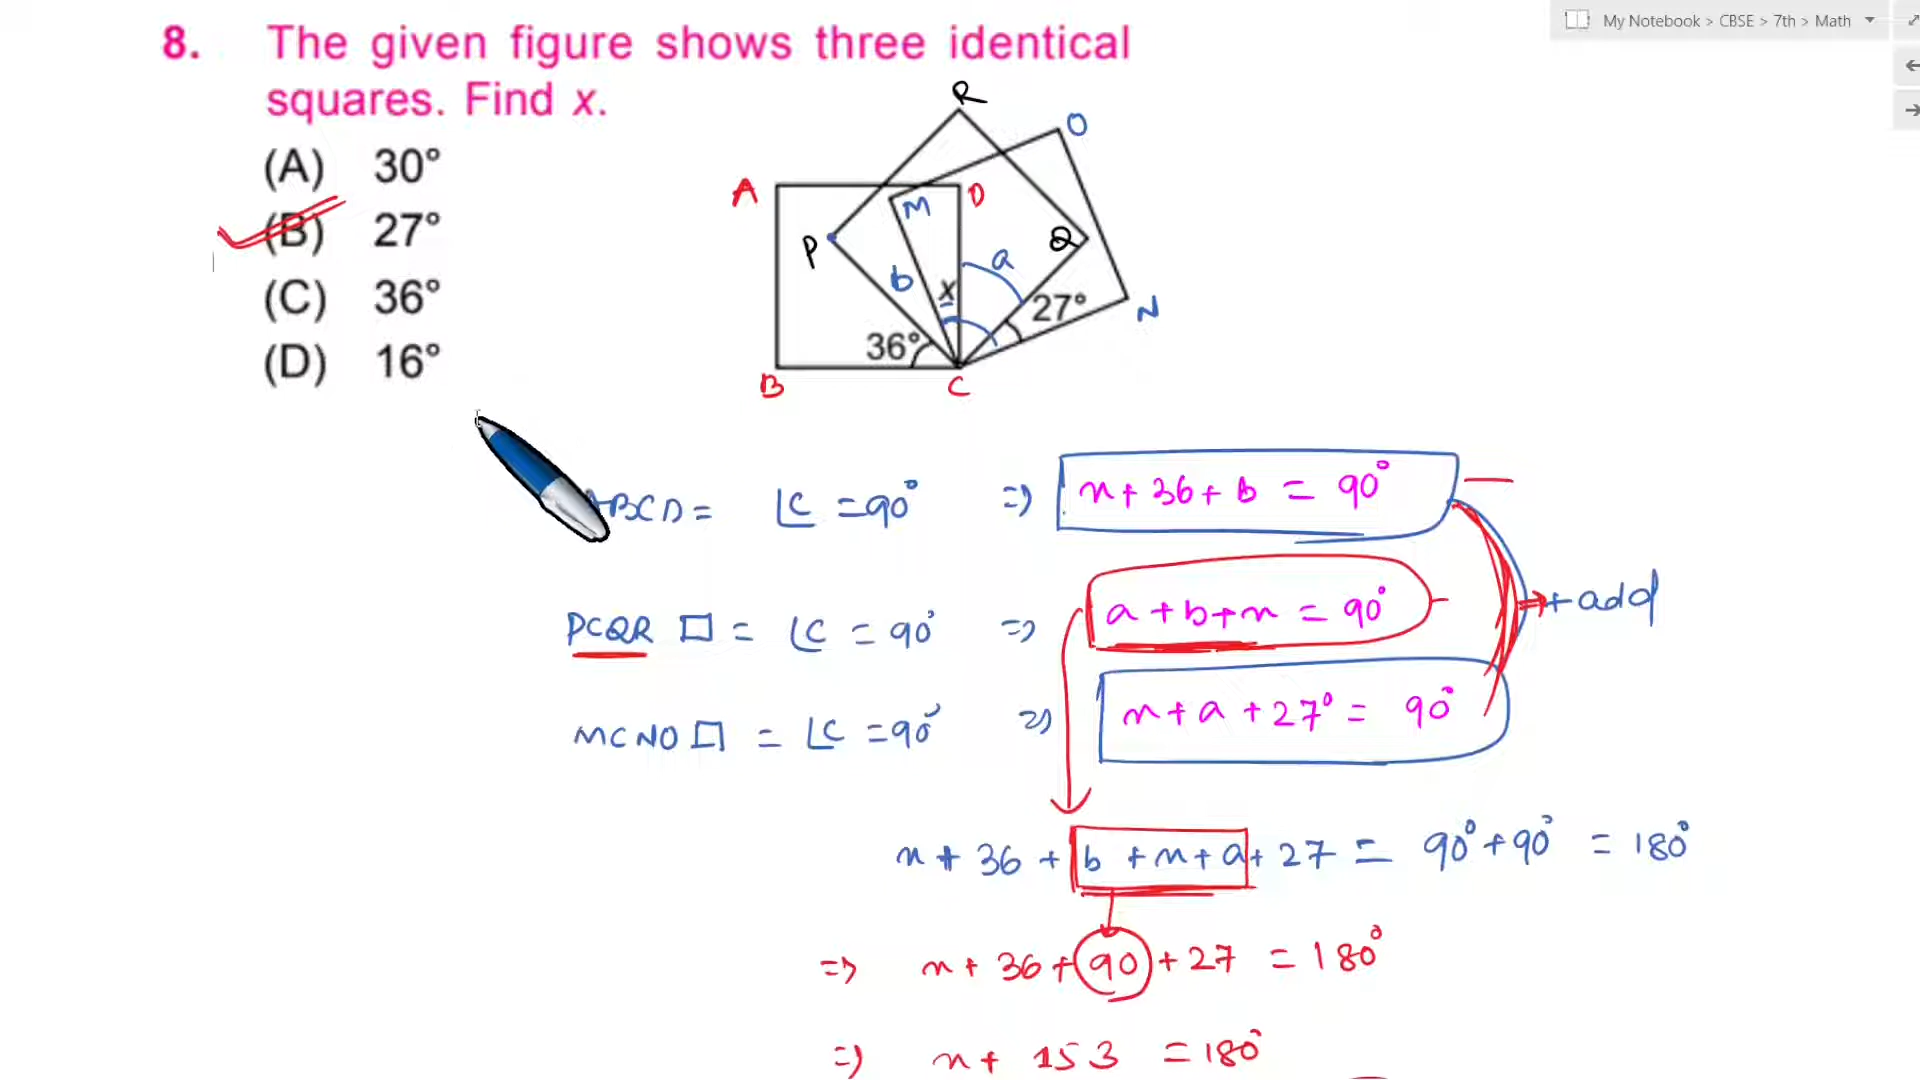 My Notebook > CBSE > 7th > Math
8. The given figure shows three identical
squares. Find x.
(A) 30°
(B) 27°
(C) 36°
(D) 16°
R
O
A
D
M
P
Q
b
x
a
27°
N
36°
B
C
ABCD = ∟C = 90° ⇒ x + 36 + b = 90°
a + b + x = 90°
+ add
PCQR □ = ∟C = 90° ⇒
MCNO □ = ∟C = 90° ⇒ x + a + 27° = 90°
x + 36 + b + x + a + 27 = 90° + 90° = 180°
⇒ x + 36 + 90 + 27 = 180°
⇒ x + 153 = 180°